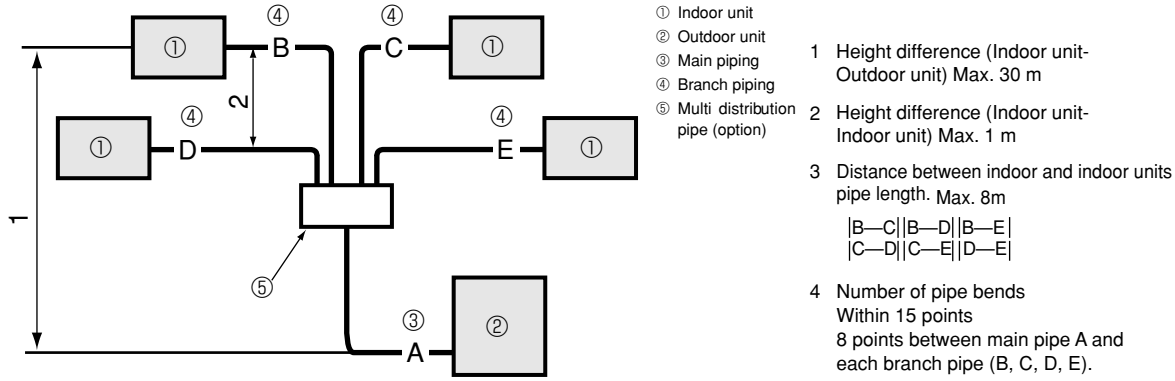 ④
④
①
B
C
①
2
④
④
①
D
E
①
1
⑤
③
②
A
① Indoor unit
② Outdoor unit
③ Main piping
④ Branch piping
⑤ Multi distribution
pipe (option)
1 Height difference (Indoor unit-
Outdoor unit) Max. 30 m
2 Height difference (Indoor unit-
Indoor unit) Max. 1 m
3 Distance between indoor and indoor units
pipe length. Max. 8m
|B—C||B—D||B—E|
|C—D||C—E||D—E|
4 Number of pipe bends
Within 15 points
8 points between main pipe A and
each branch pipe (B, C, D, E).